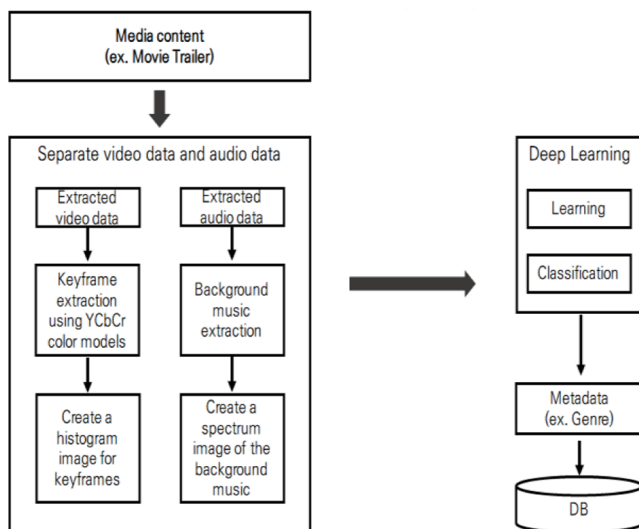 Media content
(ex. Movie Trailer)
Separate video data and audio data
Extracted
video data
Extracted
audio data
Keyframe
extraction
using YCbCr
color models
Background
music
extraction
Create a
histogram
image for
keyframes
Create a
spectrum
image of the
background
music
Deep Learning
Learning
Classification
Metadata
(ex. Genre)
DB